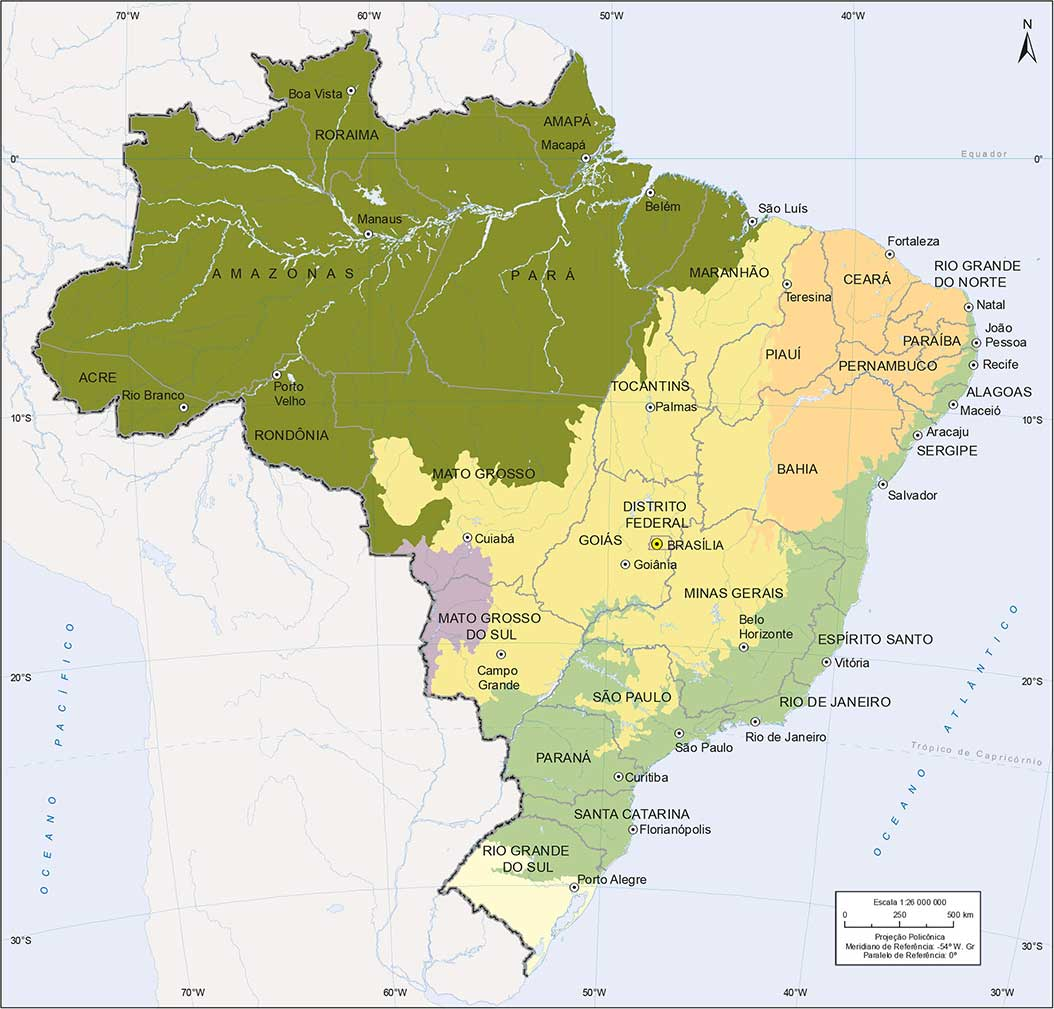 70°W
60°W
50°W
40°W
N
Boa Vista
RORAIMA
AMAPÁ
Macapá
Equador
0°
0°
Belém
São Luís
Manaus
Fortaleza
AMAZONAS
PARÁ
MARANHÃO
CEARÁ
RIO GRANDE
DO NORTE
Teresina
Natal
João
Pessoa
PARAÍBA
PIAUÍ
PERNAMBUCO
Recife
ACRE
Rio Branco
Porto
Velho
TOCANTINS
Palmas
ALAGOAS
Maceió
10°S
10°S
RONDÔNIA
Aracaju
SERGIPE
MATO GROSSO
BAHIA
Salvador
DISTRITO
FEDERAL
Cuiabá
GOIÁS
BRASÍLIA
Goiânia
MINAS GERAIS
MATO GROSSO
DO SUL
Belo
Horizonte
ESPÍRITO SANTO
Vitória
Campo
Grande
20°S
20°S
SÃO PAULO
RIO DE JANEIRO
Rio de Janeiro
São Paulo
OCEANO PACÍFICO
OCEANO ATLÂNTICO
Trópico de Capricórnio
PARANÁ
Curitiba
SANTA CATARINA
Florianópolis
RIO GRANDE
DO SUL
Porto Alegre
Escala 1:26 000 000
0 250 500 km
Projeção Policônica
Meridiano de Referência: -54° W. Gr
Paralelo de Referência: 0°
30°S
30°S
70°W
60°W
50°W
40°W
30°W